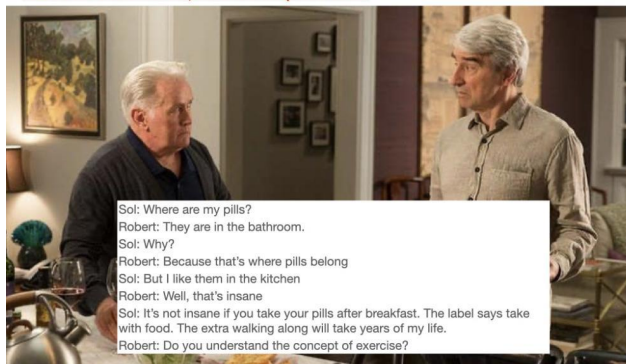 Sol: Where are my pills?
Robert: They are in the bathroom.
Sol: Why?
Robert: Because that's where pills belong
Sol: But I like them in the kitchen
Robert: Well, that's insane
Sol: It's not insane if you take your pills after breakfast. The label says take
with food. The extra walking along will take years of my life.
Robert: Do you understand the concept of exercise?